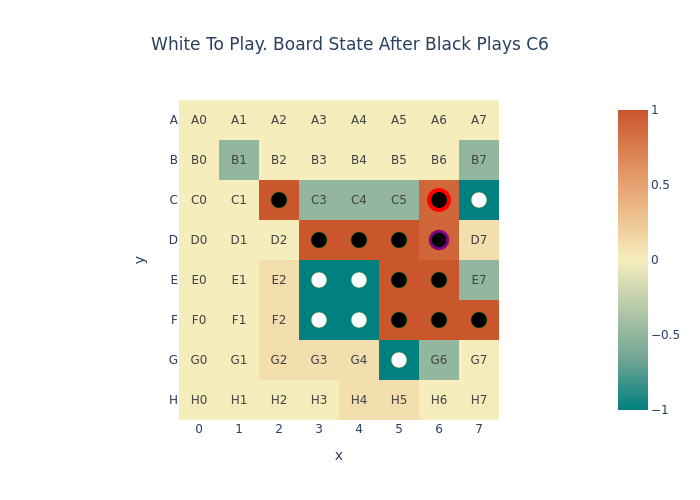 White To Play. Board State After Black Plays C6
A A0 A1 A2 A3 A4 A5 A6 A7
B B0 B1 B2 B3 B4 B5 B6 B7
C C0 C1 C3 C4 C5
D D0 D1 D2 D7
E E0 E1 E2 E7
F F0 F1 F2
G G0 G1 G2 G3 G4 G6 G7
H H0 H1 H2 H3 H4 H5 H6 H7
0 1 2 3 4 5 6 7
x
y
1
0.5
0
−0.5
−1